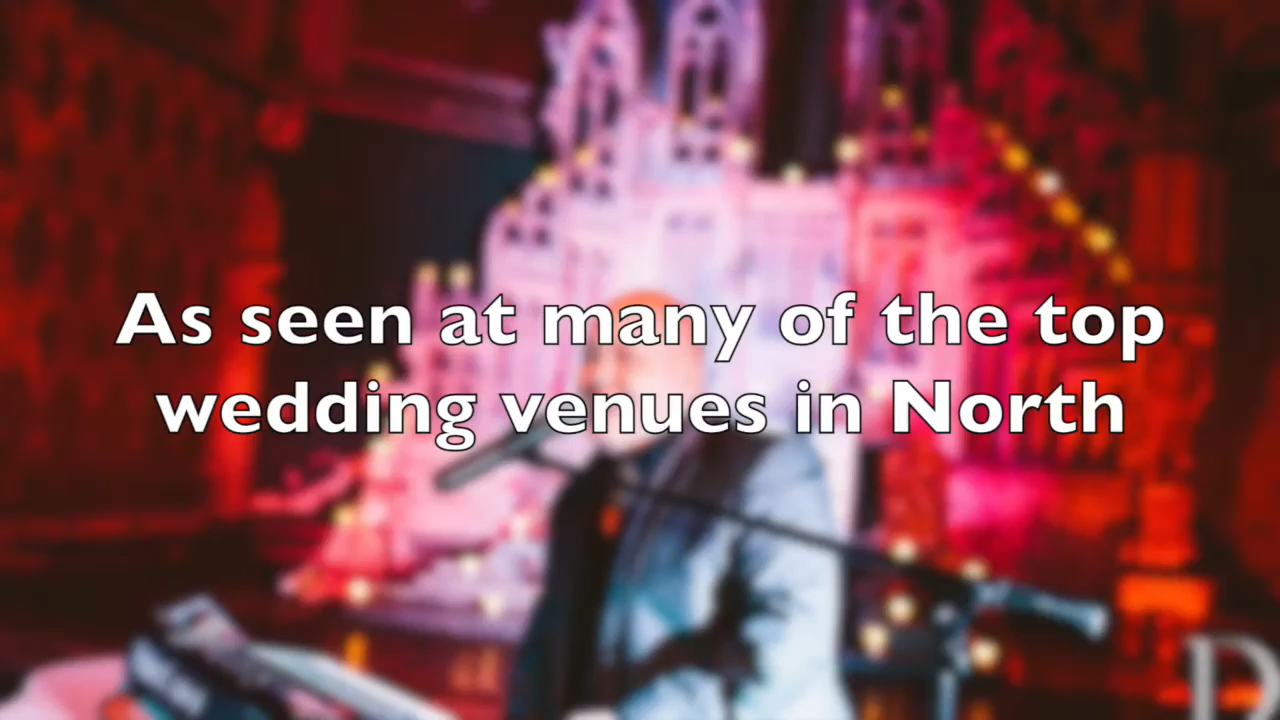 As seen at many of the top
wedding venues in North
D